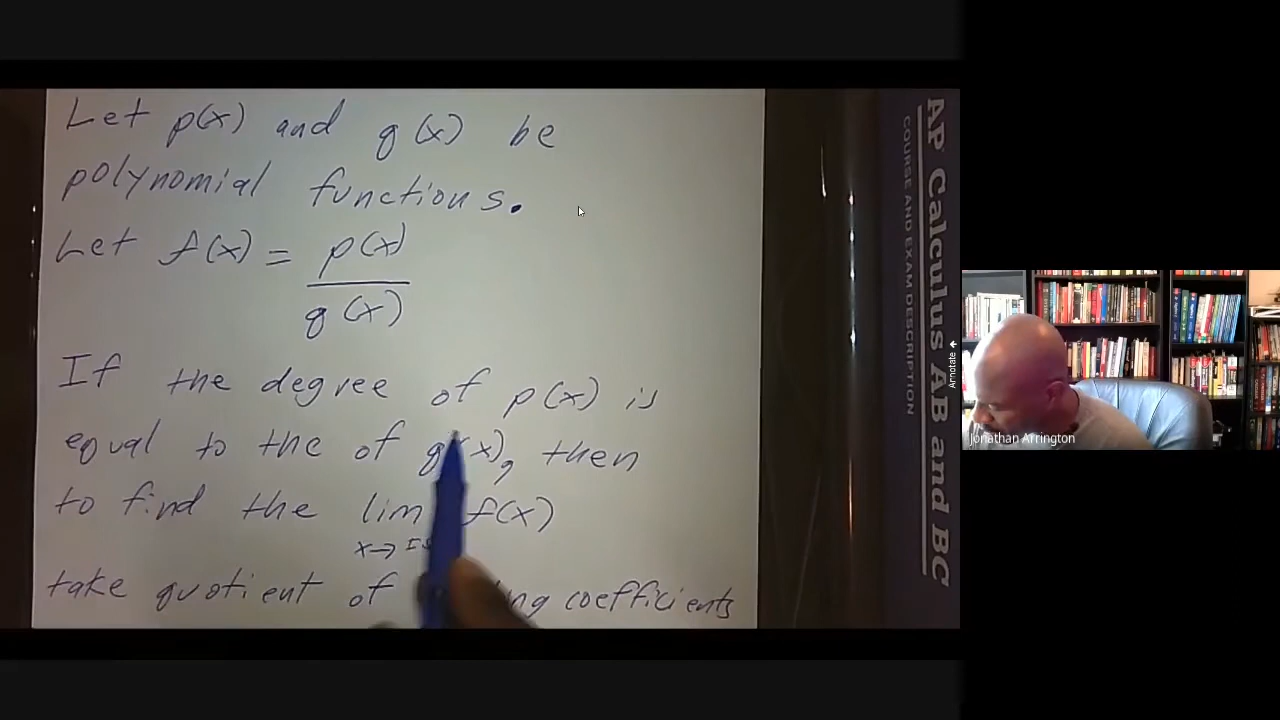 Let p(x) and g(x) be
polynomial functions.
Let f(x) = p(x)
g(x)
If the degree of p(x) is
equal to the of g(x), then
to find the lim f(x)
x→
take quotient of coefficients
AP Calculus AB and BC
COURSE AND EXAM DESCRIPTION
Annotate
Jonathan Arrington